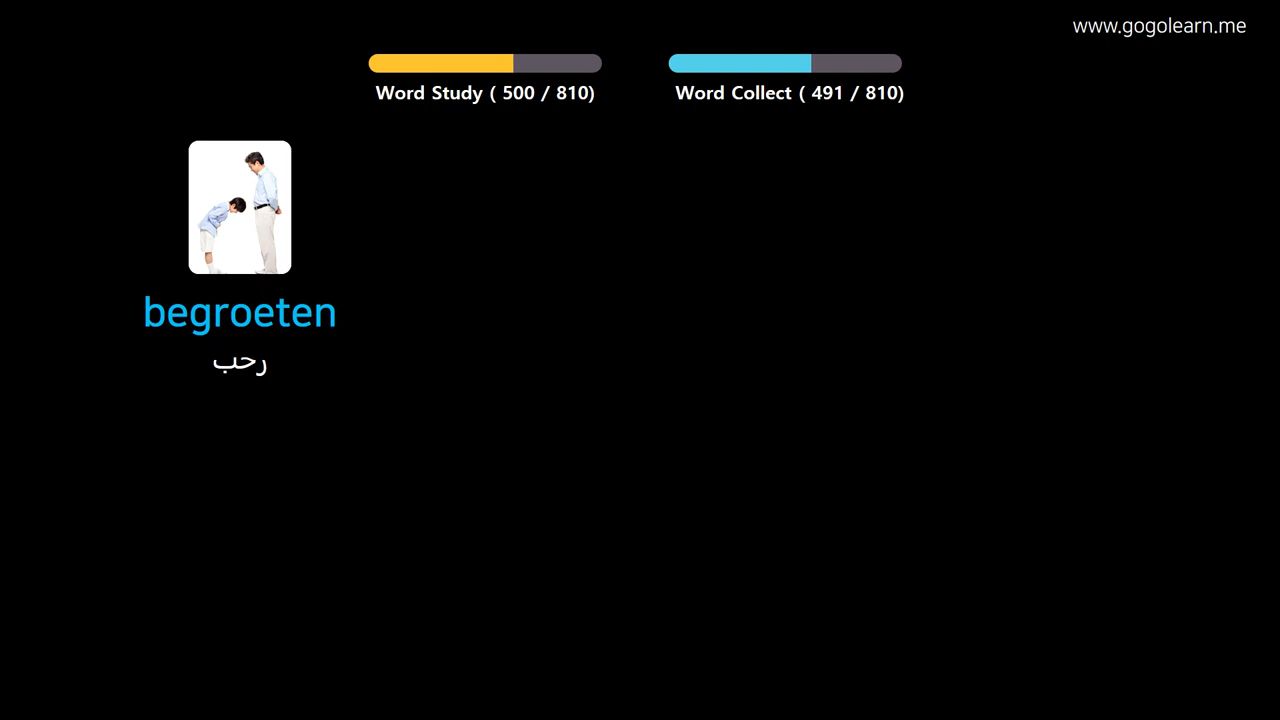 www.gogolearn.me
Word Study ( 500 / 810)
Word Collect ( 491 / 810)
begroeten
رحب